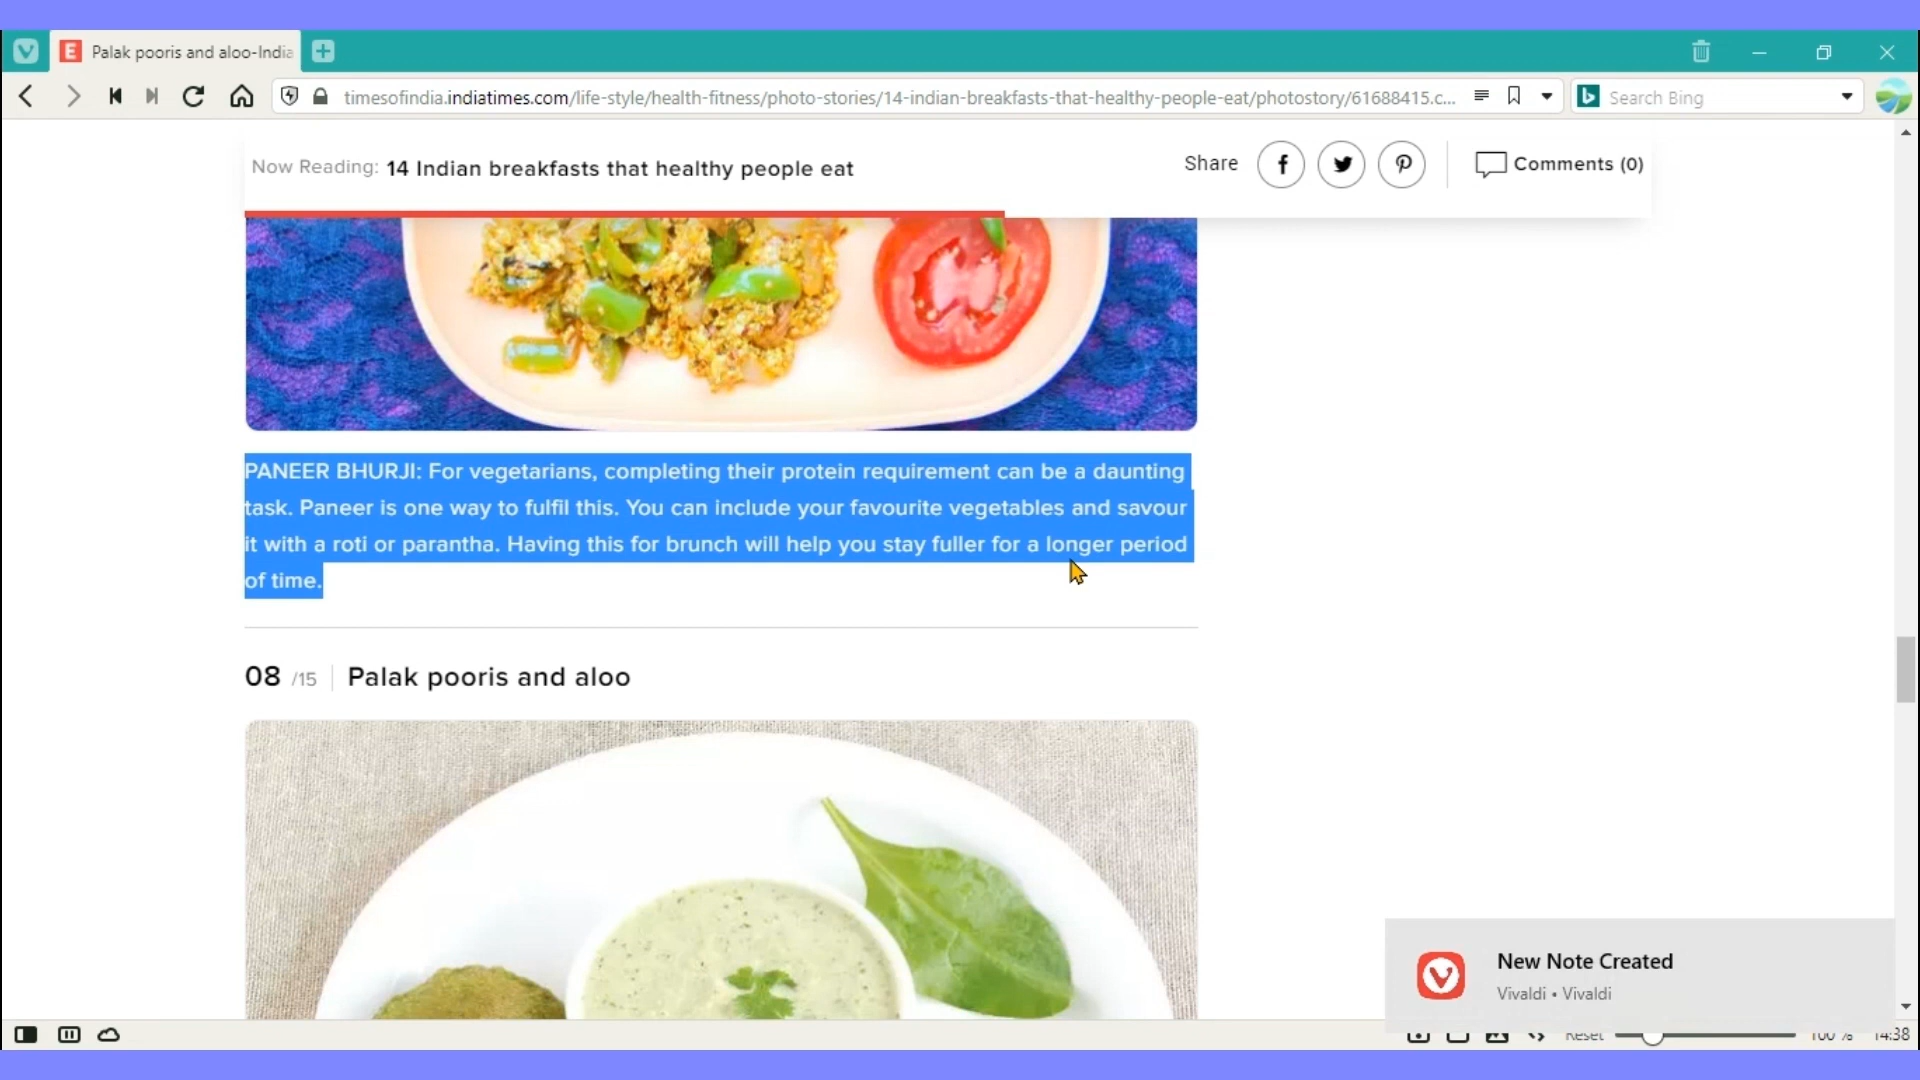 Palak pooris and aloo-India
timesofindia.indiatimes.com/life-style/health-fitness/photo-stories/14-indian-breakfasts-that-healthy-people-eat/photostory/61688415.c...
Search Bing
Now Reading: 14 Indian breakfasts that healthy people eat
Share
Comments (0)
PANEER BHURJI: For vegetarians, completing their protein requirement can be a daunting
task. Paneer is one way to fulfil this. You can include your favourite vegetables and savour
it with a roti or parantha. Having this for brunch will help you stay fuller for a longer period
of time.
08 /15 Palak pooris and aloo
New Note Created
Vivaldi • Vivaldi
Reset 100 % 14:38